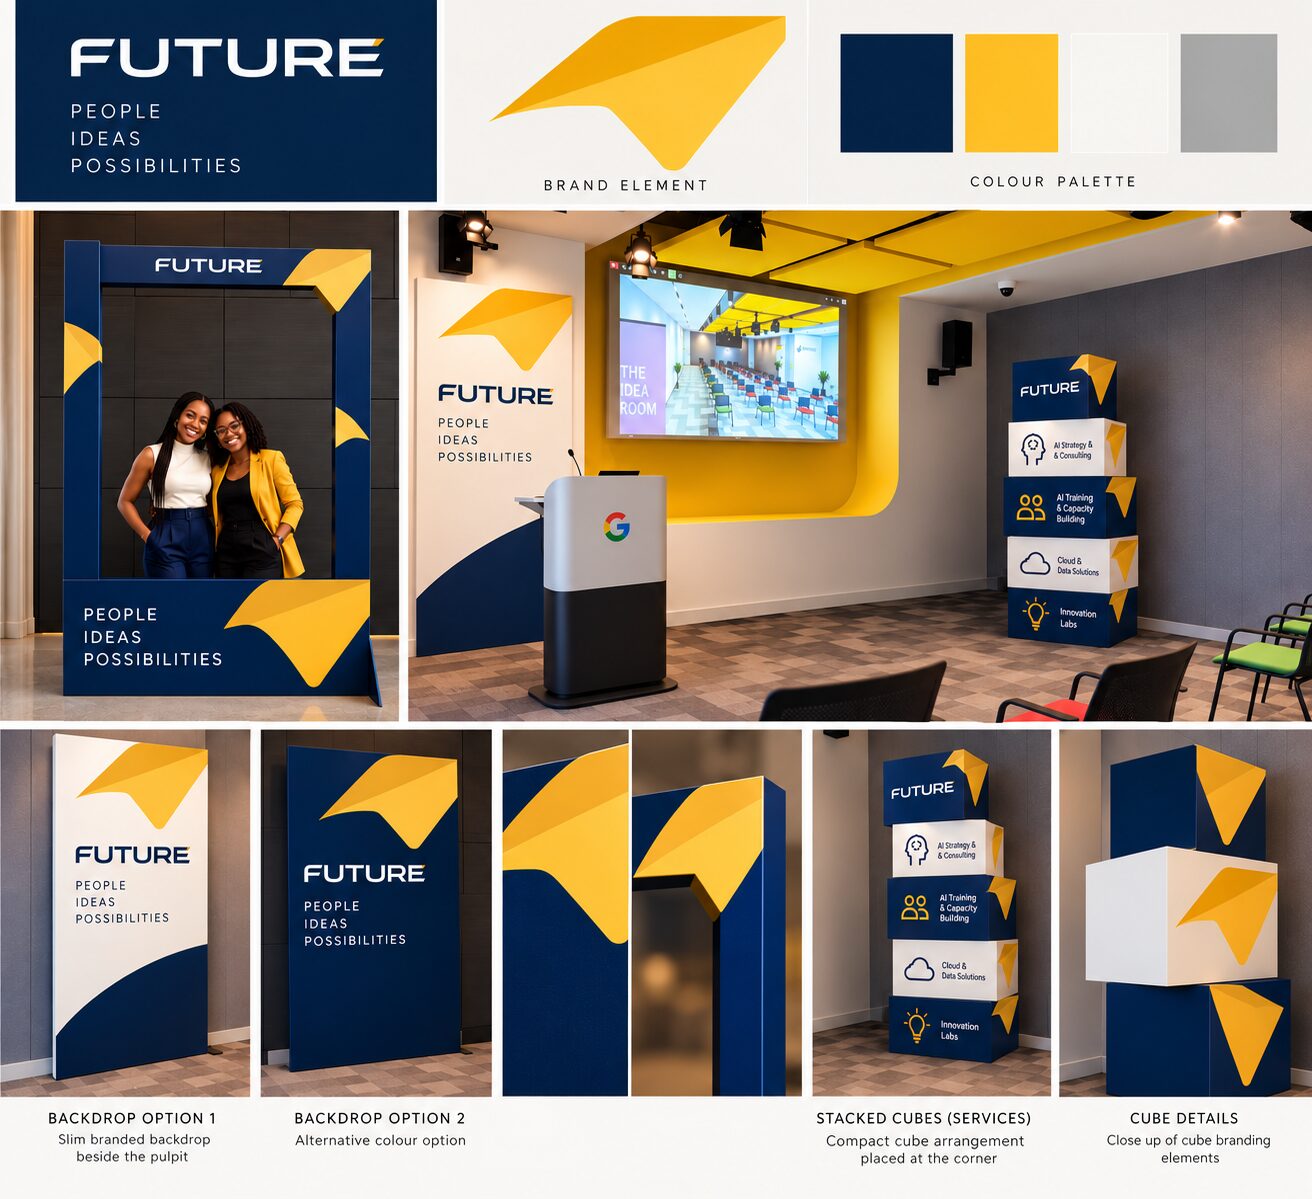 FUTURE
PEOPLE
IDEAS
POSSIBILITIES
BRAND ELEMENT
COLOUR PALETTE
FUTURE
PEOPLE
IDEAS
POSSIBILITIES
FUTURE
PEOPLE
IDEAS
POSSIBILITIES
THE
IDEA
ROOM
G
FUTURE
AI Strategy &
& Consulting
AI Training
& Capacity
Building
Cloud &
Data Solutions
Innovation
Labs
FUTURE
PEOPLE
IDEAS
POSSIBILITIES
FUTURE
PEOPLE
IDEAS
POSSIBILITIES
FUTURE
AI Strategy &
& Consulting
AI Training
& Capacity
Building
Cloud &
Data Solutions
Innovation
Labs
BACKDROP OPTION 1
Slim branded backdrop
beside the pulpit
BACKDROP OPTION 2
Alternative colour option
STACKED CUBES (SERVICES)
Compact cube arrangement
placed at the corner
CUBE DETAILS
Close up of cube branding
elements